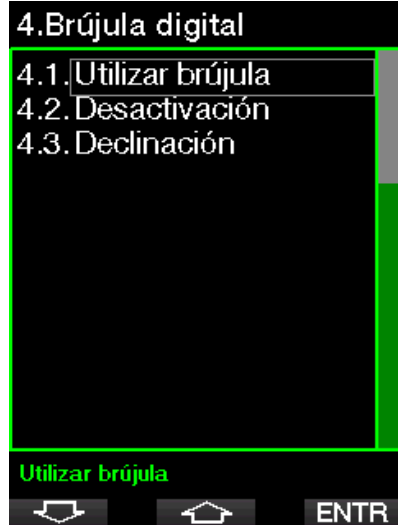 4.Brújula digital
4.1.Utilizar brújula
4.2.Desactivación
4.3.Declinación
Utilizar brújula
ENTR